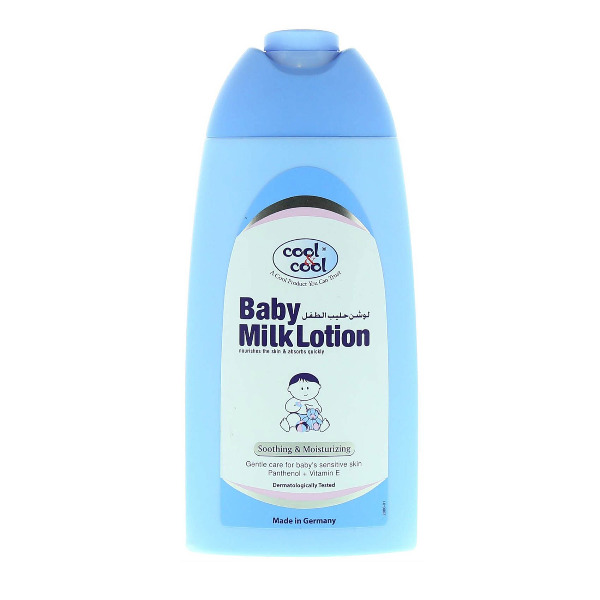 cool
&
cool
A Cool Product You Can Trust
Baby لوشن حليب الطفل
Milk Lotion
nourishes the skin & absorbs quickly
Soothing & Moisturizing
Gentle care for baby's sensitive skin
Panthenol + Vitamin E
Dermatologically Tested
Made in Germany